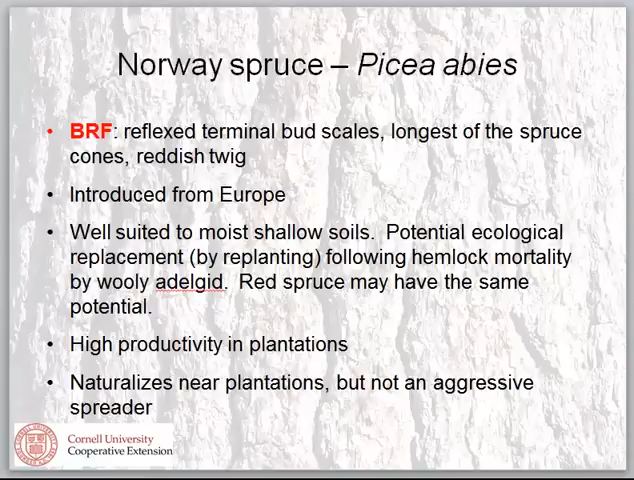 Norway spruce – Picea abies
• BRF: reflexed terminal bud scales, longest of the spruce
cones, reddish twig
• Introduced from Europe
• Well suited to moist shallow soils.  Potential ecological
replacement (by replanting) following hemlock mortality
by wooly adelgid.  Red spruce may have the same
potential.
• High productivity in plantations
• Naturalizes near plantations, but not an aggressive
spreader
Cornell University
Cooperative Extension